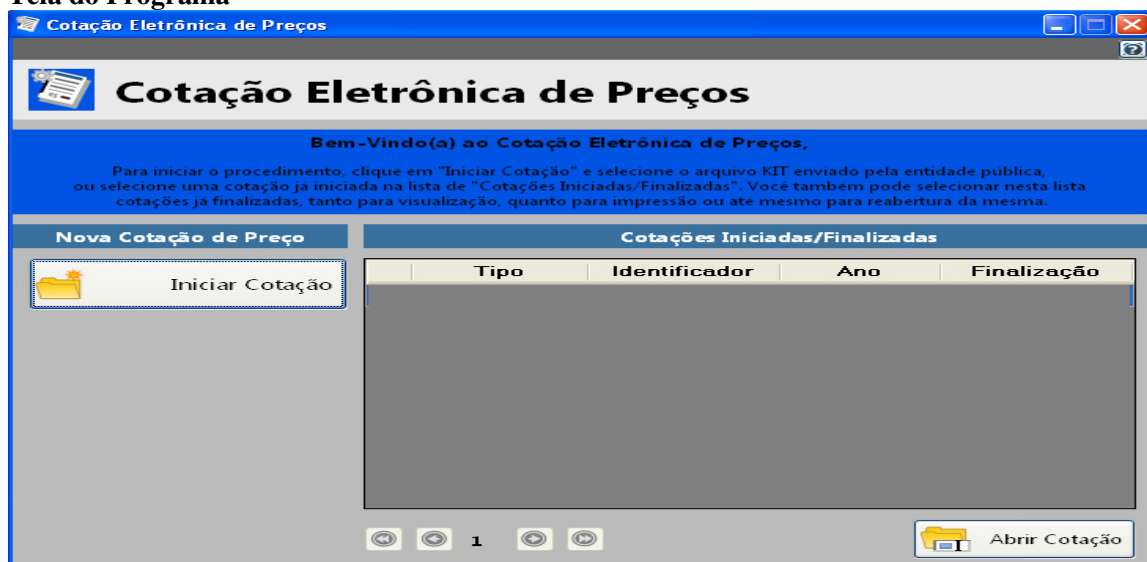 Tela do Programa
Cotação Eletrônica de Preços
Cotação Eletrônica de Preços
Bem-Vindo(a) ao Cotação Eletrônica de Preços,
Para iniciar o procedimento, clique em "Iniciar Cotação" e selecione o arquivo KIT enviado pela entidade pública,
ou selecione uma cotação já iniciada na lista de "Cotações Iniciadas/Finalizadas". Você também pode selecionar nesta lista
cotações já finalizadas, tanto para visualização, quanto para impressão ou até mesmo para reabertura da mesma.
Nova Cotação de Preço
Cotações Iniciadas/Finalizadas
Iniciar Cotação
Tipo Identificador Ano Finalização
1
Abrir Cotação